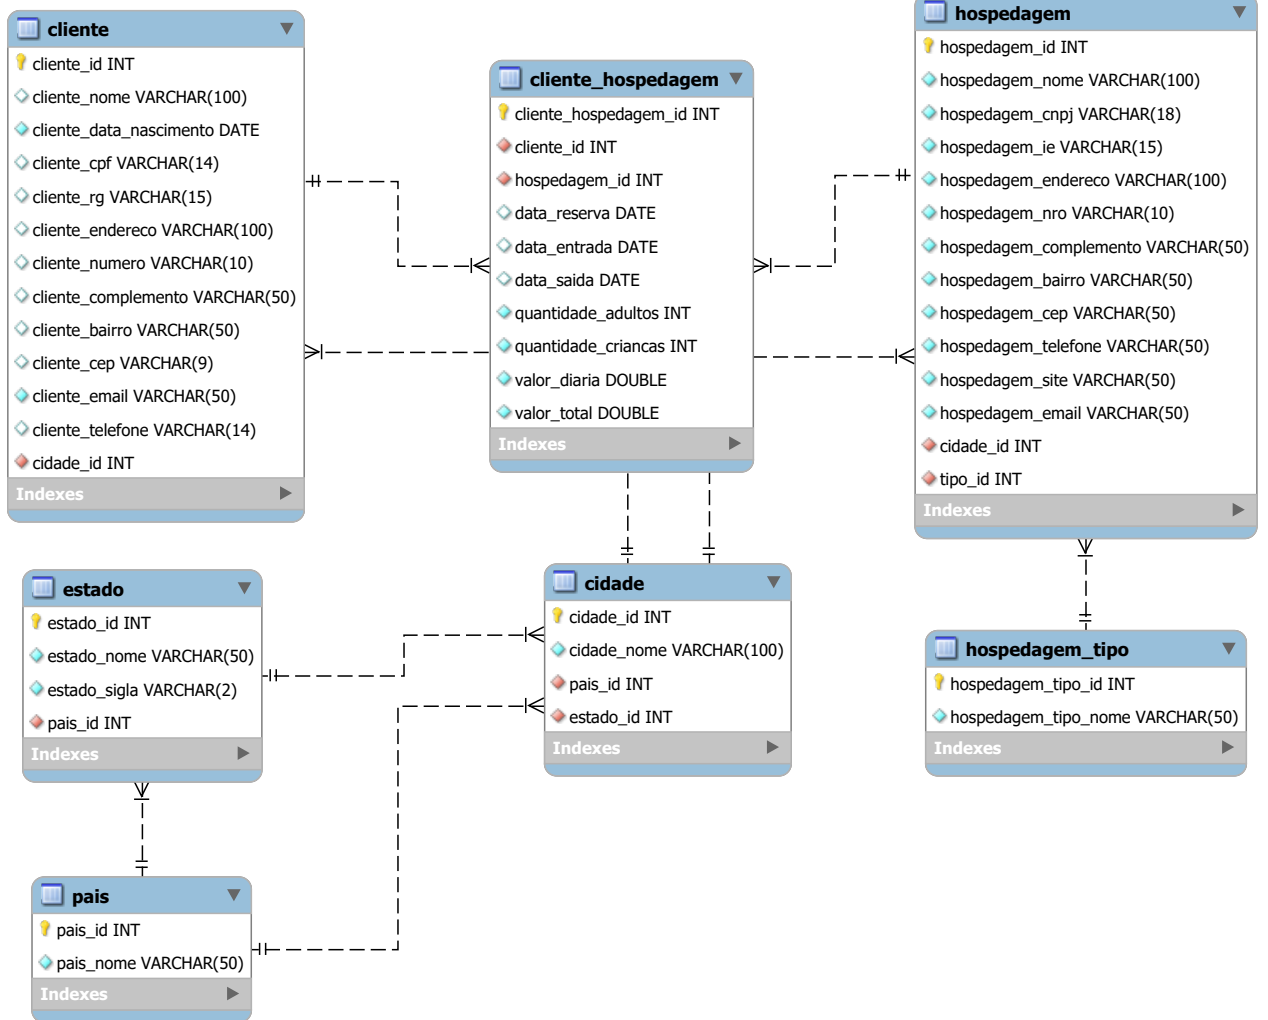 cliente
cliente_id INT
cliente_nome VARCHAR(100)
cliente_data_nascimento DATE
cliente_cpf VARCHAR(14)
cliente_rg VARCHAR(15)
cliente_endereco VARCHAR(100)
cliente_numero VARCHAR(10)
cliente_complemento VARCHAR(50)
cliente_bairro VARCHAR(50)
cliente_cep VARCHAR(9)
cliente_email VARCHAR(50)
cliente_telefone VARCHAR(14)
cidade_id INT
Indexes
cliente_hospedagem
cliente_hospedagem_id INT
cliente_id INT
hospedagem_id INT
data_reserva DATE
data_entrada DATE
data_saida DATE
quantidade_adultos INT
quantidade_criancas INT
valor_diaria DOUBLE
valor_total DOUBLE
Indexes
hospedagem
hospedagem_id INT
hospedagem_nome VARCHAR(100)
hospedagem_cnpj VARCHAR(18)
hospedagem_ie VARCHAR(15)
hospedagem_endereco VARCHAR(100)
hospedagem_nro VARCHAR(10)
hospedagem_complemento VARCHAR(50)
hospedagem_bairro VARCHAR(50)
hospedagem_cep VARCHAR(50)
hospedagem_telefone VARCHAR(50)
hospedagem_site VARCHAR(50)
hospedagem_email VARCHAR(50)
cidade_id INT
tipo_id INT
Indexes
estado
estado_id INT
estado_nome VARCHAR(50)
estado_sigla VARCHAR(2)
pais_id INT
Indexes
cidade
cidade_id INT
cidade_nome VARCHAR(100)
pais_id INT
estado_id INT
Indexes
hospedagem_tipo
hospedagem_tipo_id INT
hospedagem_tipo_nome VARCHAR(50)
Indexes
pais
pais_id INT
pais_nome VARCHAR(50)
Indexes